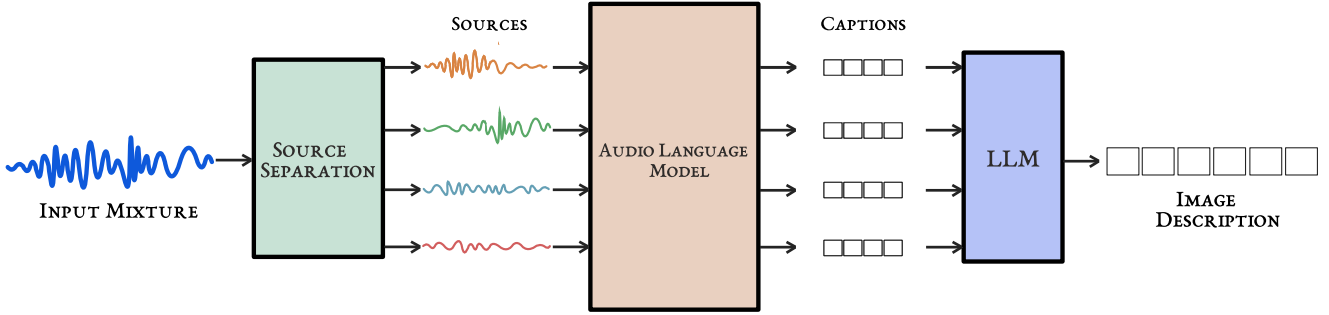 Sources
Captions
Input Mixture
Source
Separation
Audio Language
Model
LLM
Image
Description